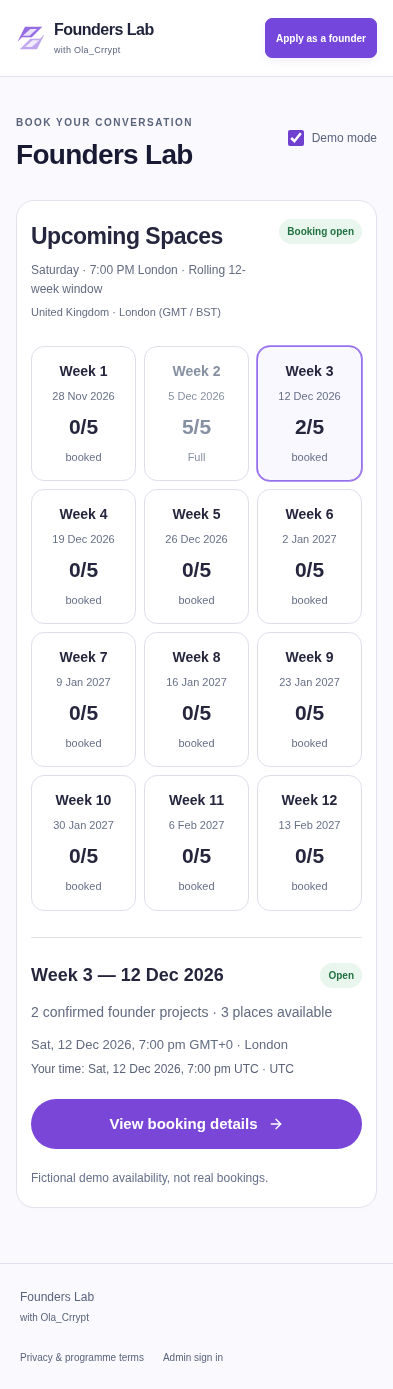 Founders Lab
with Ola_Crrypt
Apply as a founder
BOOK YOUR CONVERSATION
Founders Lab
Demo mode
Upcoming Spaces
Booking open
Saturday · 7:00 PM London · Rolling 12-
week window
United Kingdom · London (GMT / BST)
Week 1
28 Nov 2026
0/5
booked
Week 2
5 Dec 2026
5/5
Full
Week 3
12 Dec 2026
2/5
booked
Week 4
19 Dec 2026
0/5
booked
Week 5
26 Dec 2026
0/5
booked
Week 6
2 Jan 2027
0/5
booked
Week 7
9 Jan 2027
0/5
booked
Week 8
16 Jan 2027
0/5
booked
Week 9
23 Jan 2027
0/5
booked
Week 10
30 Jan 2027
0/5
booked
Week 11
6 Feb 2027
0/5
booked
Week 12
13 Feb 2027
0/5
booked
Week 3 — 12 Dec 2026
Open
2 confirmed founder projects · 3 places available
Sat, 12 Dec 2026, 7:00 pm GMT+0 · London
Your time: Sat, 12 Dec 2026, 7:00 pm UTC · UTC
View booking details →
Fictional demo availability, not real bookings.
Founders Lab
with Ola_Crrypt
Privacy & programme terms
Admin sign in